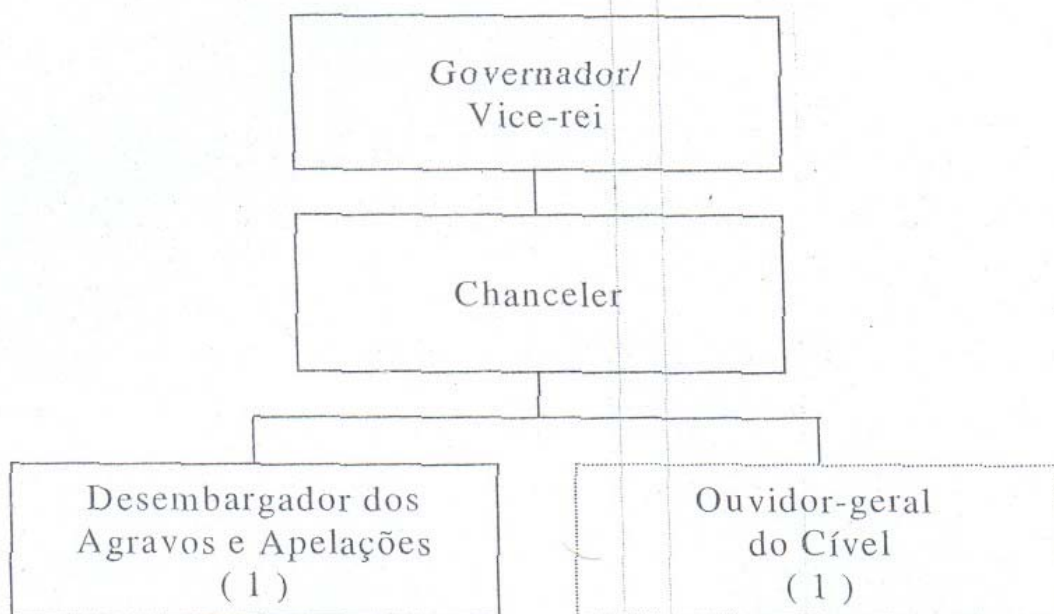 Governador/
Vice-rei
Chanceler
Desembargador dos
Agravos e Apelações
( 1 )
Ouvidor-geral
do Cível
( 1 )